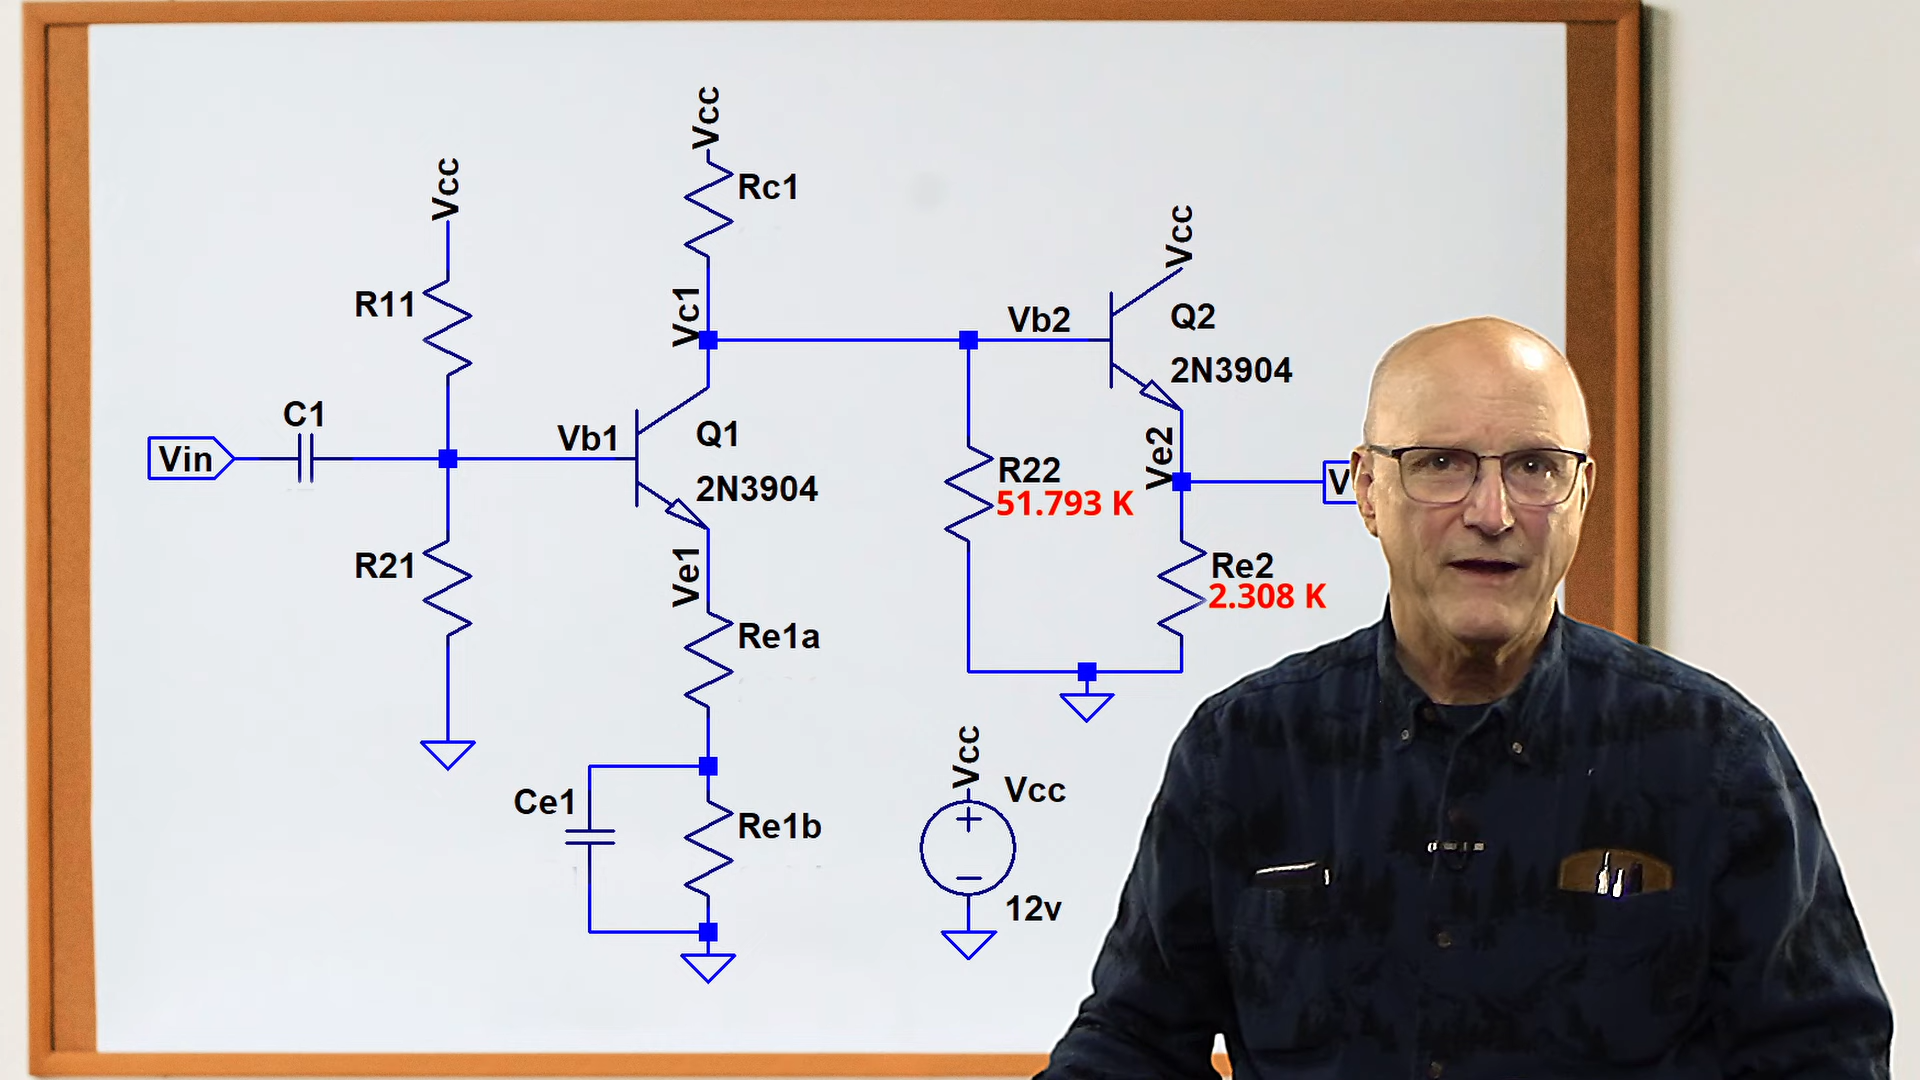 Vcc
Rc1
Vcc
R11
Vc1
Vb2
Vcc
Q2
2N3904
C1
Vin
Vb1
Q1
2N3904
R22
51.793 K
Ve2
V
R21
Ve1
Re1a
Re2
2.308 K
Ce1
Re1b
Vcc
Vcc
12v